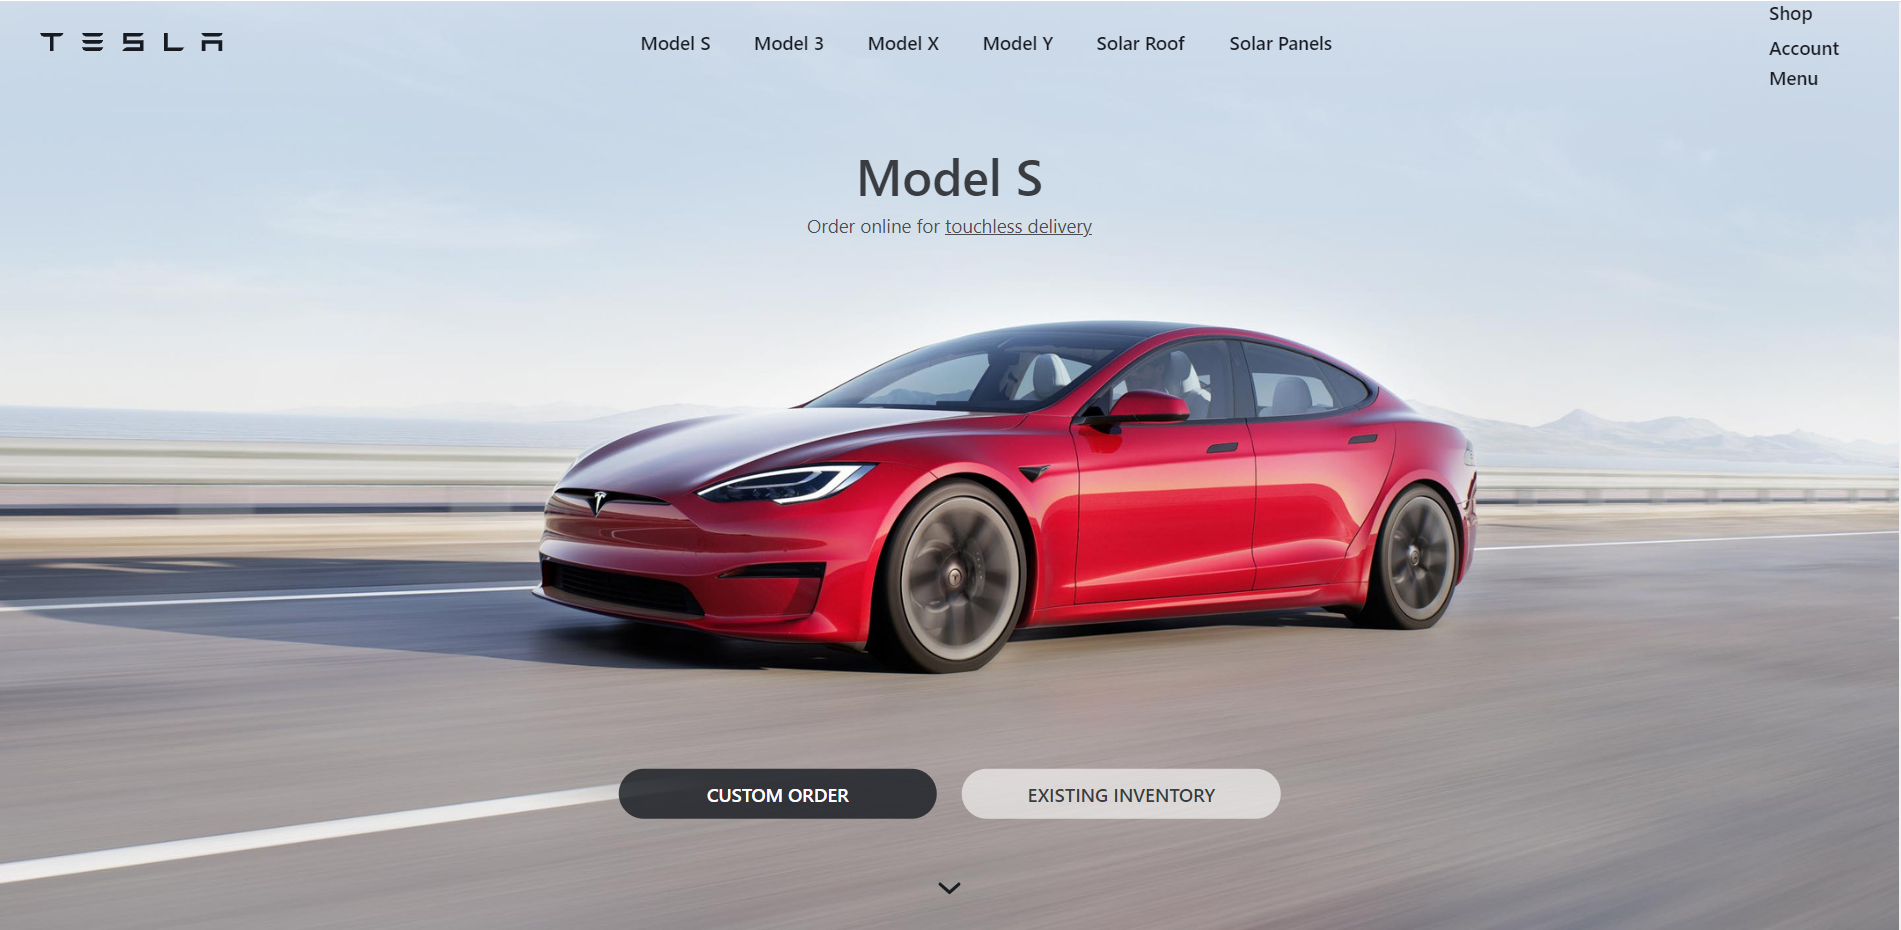 TESLA
Model S Model 3 Model X Model Y Solar Roof Solar Panels
Shop
Account
Menu
Model S
Order online for touchless delivery
CUSTOM ORDER
EXISTING INVENTORY